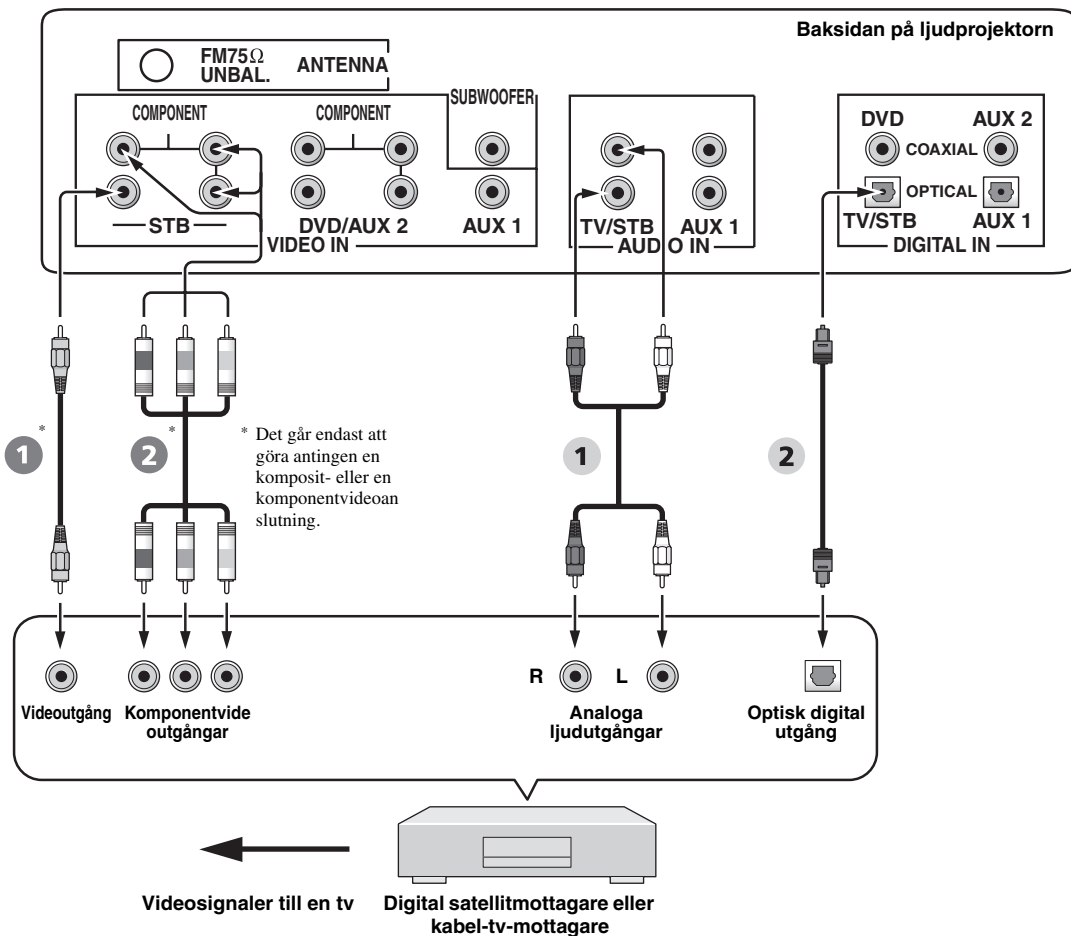 Baksidan på ljudprojektorn
FM75Ω
UNBAL.
ANTENNA
SUBWOOFER
COMPONENT
COMPONENT
DVD
AUX 2
COAXIAL
OPTICAL
STB
DVD/AUX 2
AUX 1
VIDEO IN
TV/STB
AUX 1
AUDIO IN
TV/STB
AUX 1
DIGITAL IN
1*
2*
* Det går endast att
göra antingen en
komposit- eller en
komponentvideoan
slutning.
1
2
R
L
Videoutgång
Komponentvide
outgångar
Analoga
ljudutgångar
Optisk digital
utgång
Videosignaler till en tv
Digital satellitmottagare eller
kabel-tv-mottagare